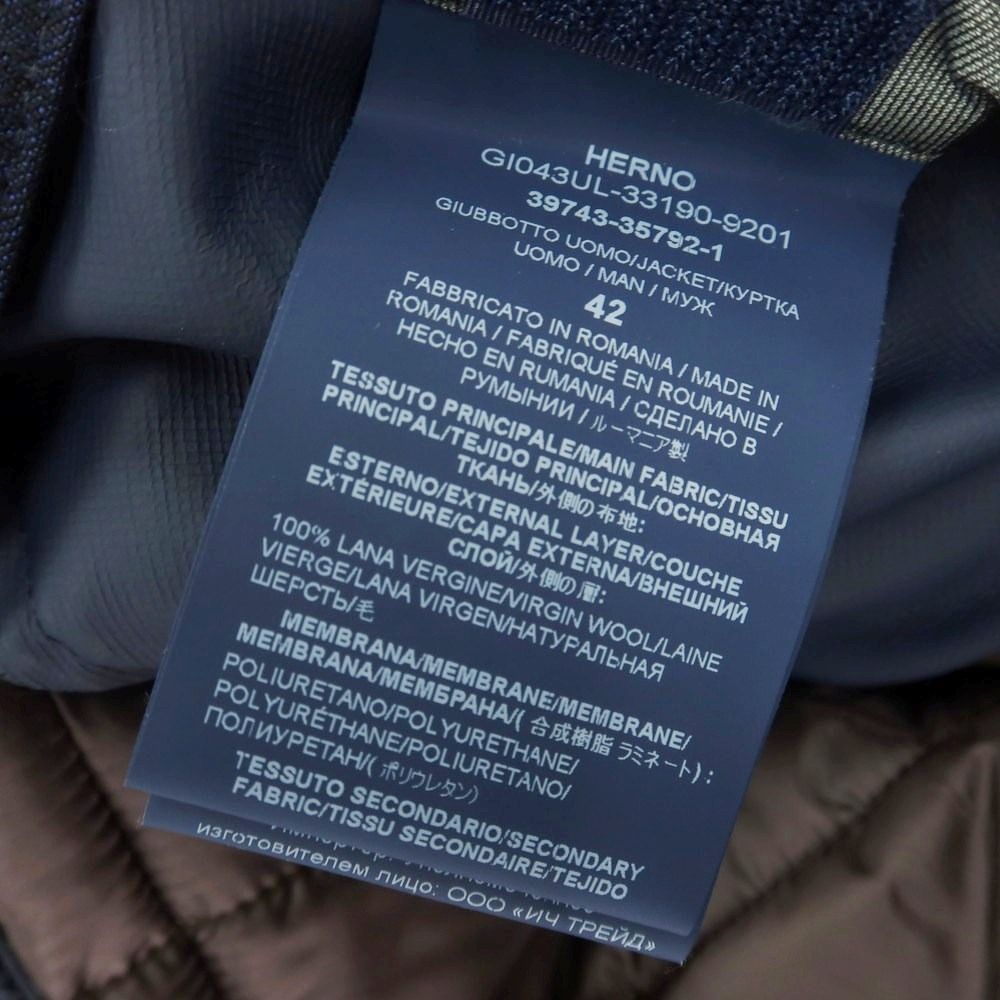 HERNO
GI043UL-33190-9201
39743-35792-1
GIUBBOTTO UOMO/JACKET/КУРТКА
UOMO / MAN / МУЖ
42
FABBRICATO IN ROMANIA / MADE IN
ROMANIA / FABRIQUÉ EN ROUMANIE /
HECHO EN RUMANIA / СДЕЛАНО В
РУМЫНИИ / ルーマニア製
TESSUTO PRINCIPALE/MAIN FABRIC/TISSU
PRINCIPAL/TEJIDO PRINCIPAL/ОСНОВНАЯ
ТКАНЬ/外側の布地:
ESTERNO/EXTERNAL LAYER/COUCHE
EXTÉRIEURE/CAPA EXTERNA/ВНЕШНИЙ
СЛОЙ/外側の層:
100% LANA VERGINE/VIRGIN WOOL/LAINE
VIERGE/LANA VIRGEN/НАТУРАЛЬНАЯ
ШЕРСТЬ/毛
MEMBRANA/MEMBRANE/MEMBRANE/
MEMBRANA/МЕМБРАНА/( 合成樹脂 ラミネート):
POLIURETANO/POLYURETHANE/
POLYURÉTHANE/POLIURETANO/
ПОЛИУРЕТАН/( ポリウレタン)
TESSUTO SECONDARIO/SECONDARY
FABRIC/TISSU SECONDAIRE/TEJIDO
изготовителем лицо: ООО «ИЧ ТРЕЙД»